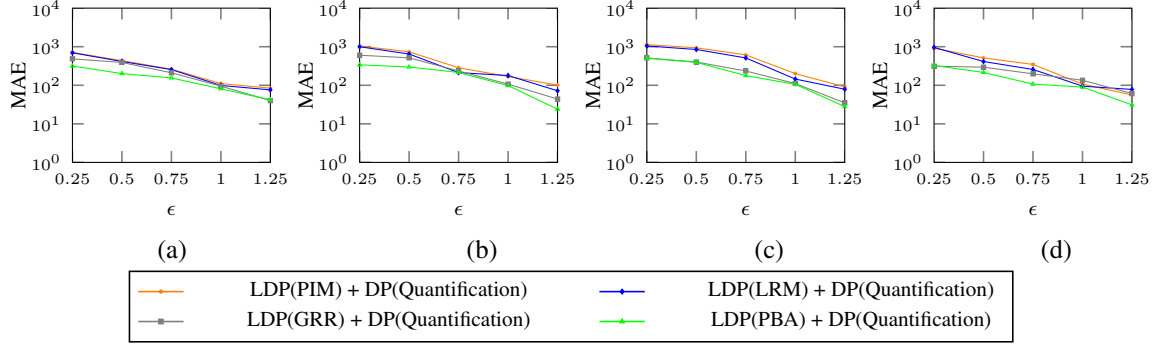 10^4
10^3
10^2
10^1
10^0
MAE
0.25 0.5 0.75 1 1.25
ϵ
(a)
10^4
10^3
10^2
10^1
10^0
MAE
0.25 0.5 0.75 1 1.25
ϵ
(b)
10^4
10^3
10^2
10^1
10^0
MAE
0.25 0.5 0.75 1 1.25
ϵ
(c)
10^4
10^3
10^2
10^1
10^0
MAE
0.25 0.5 0.75 1 1.25
ϵ
(d)
LDP(PIM) + DP(Quantification) LDP(LRM) + DP(Quantification)
LDP(GRR) + DP(Quantification) LDP(PBA) + DP(Quantification)